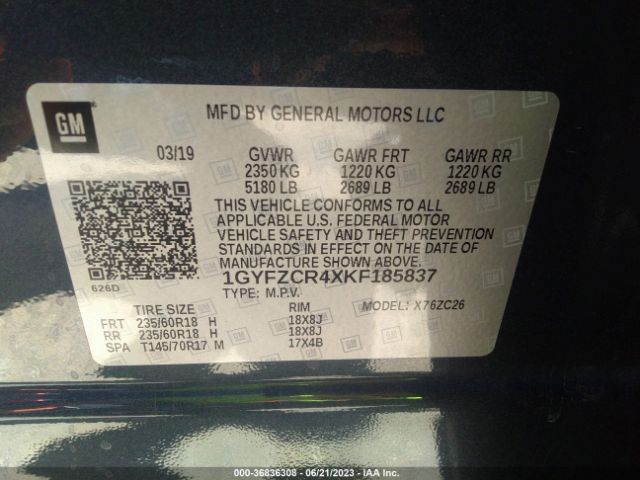 GM
MFD BY GENERAL MOTORS LLC
03/19 GVWR GAWR FRT GAWR RR
2350 KG 1220 KG 1220 KG
5180 LB 2689 LB 2689 LB
THIS VEHICLE CONFORMS TO ALL
APPLICABLE U.S. FEDERAL MOTOR
VEHICLE SAFETY AND THEFT PREVENTION
STANDARDS IN EFFECT ON THE DATE OF
MANUFACTURE SHOWN ABOVE.
1GYFZCR4XKF185837
626D TYPE: M.P.V. MODEL: X76ZC26
TIRE SIZE RIM
FRT 235/60R18 H 18X8J
RR 235/60R18 H 18X8J
SPA T145/70R17 M 17X4B
000-36836308 - 06/21/2023 - IAA Inc.